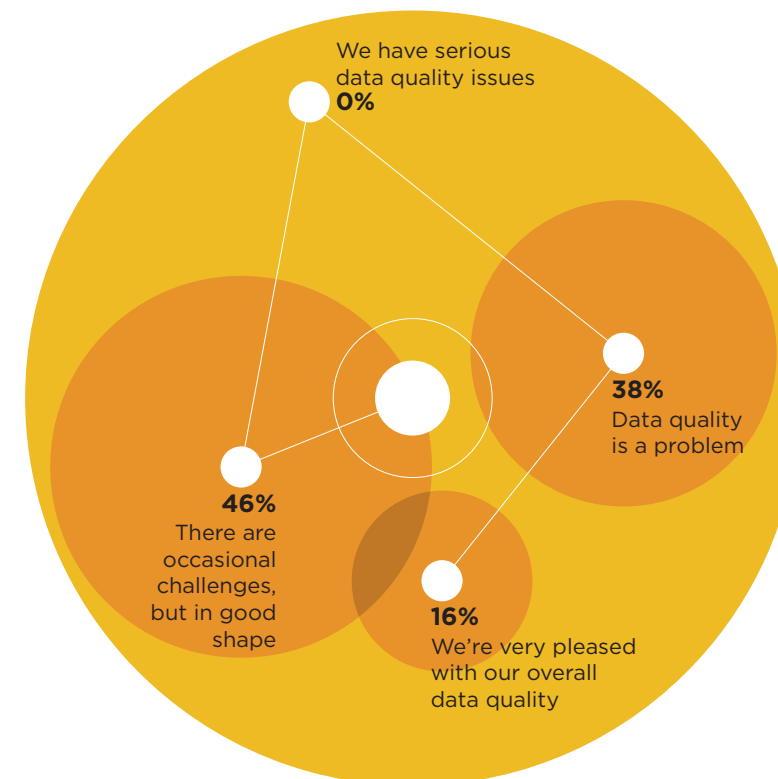 We have serious
data quality issues
0%
38%
Data quality
is a problem
46%
There are
occasional
challenges,
but in good
shape
16%
We’re very pleased
with our overall
data quality